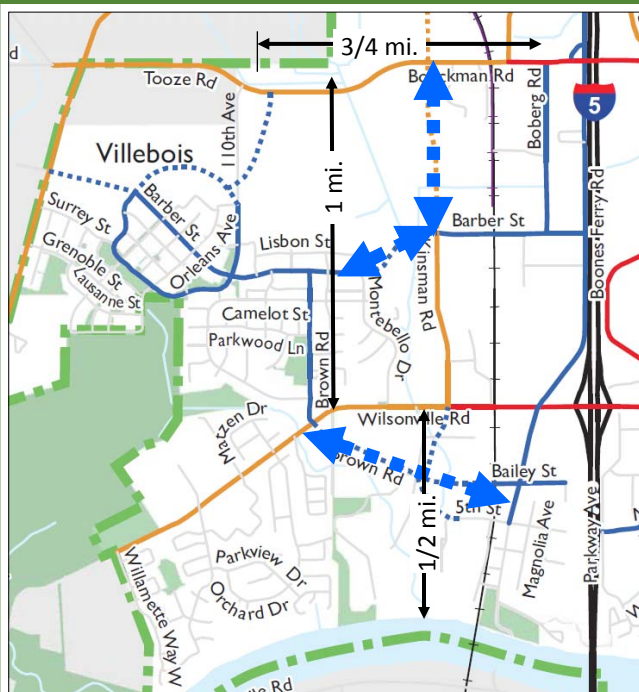 3/4 mi.
d
Tooze Rd
Boeckman Rd
110th Ave
Boberg Rd
5
Villebois
1 mi.
Boones Ferry Rd
Surrey St
Barber St
Barber St
Orleans Ave
Lisbon St
Grenoble St
Lausanne St
Kinsman Rd
Montebello Dr
Camelot St
Parkwood Ln
Brown Rd
Matzen Dr
Wilsonville Rd
Brown Rd
Bailey St
5th St
1/2 mi.
Magnolia Ave
Parkway Ave
Parkview Dr
Orchard Dr
Willamette Way W
lle Rd